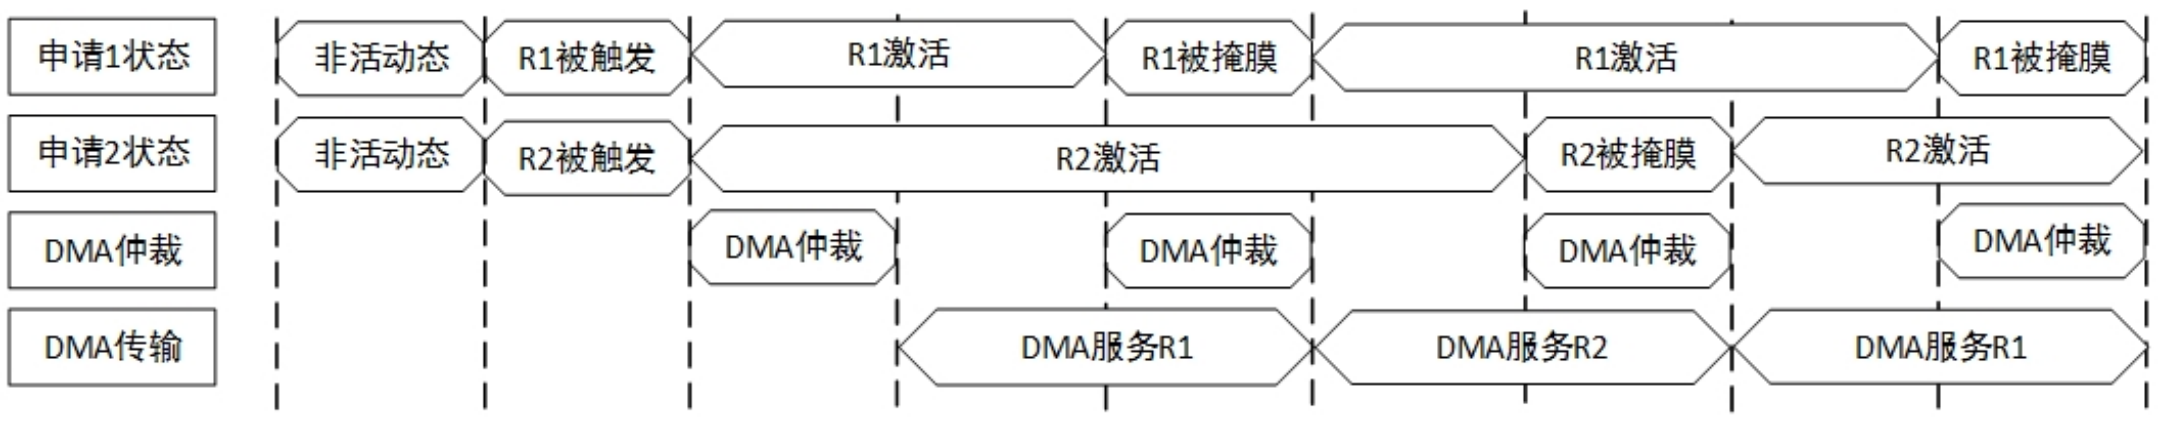 申请1状态
非活动态
R1被触发
R1激活
R1被掩膜
R1激活
R1被掩膜
申请2状态
非活动态
R2被触发
R2激活
R2被掩膜
R2激活
DMA仲裁
DMA仲裁
DMA仲裁
DMA仲裁
DMA仲裁
DMA传输
DMA服务R1
DMA服务R2
DMA服务R1